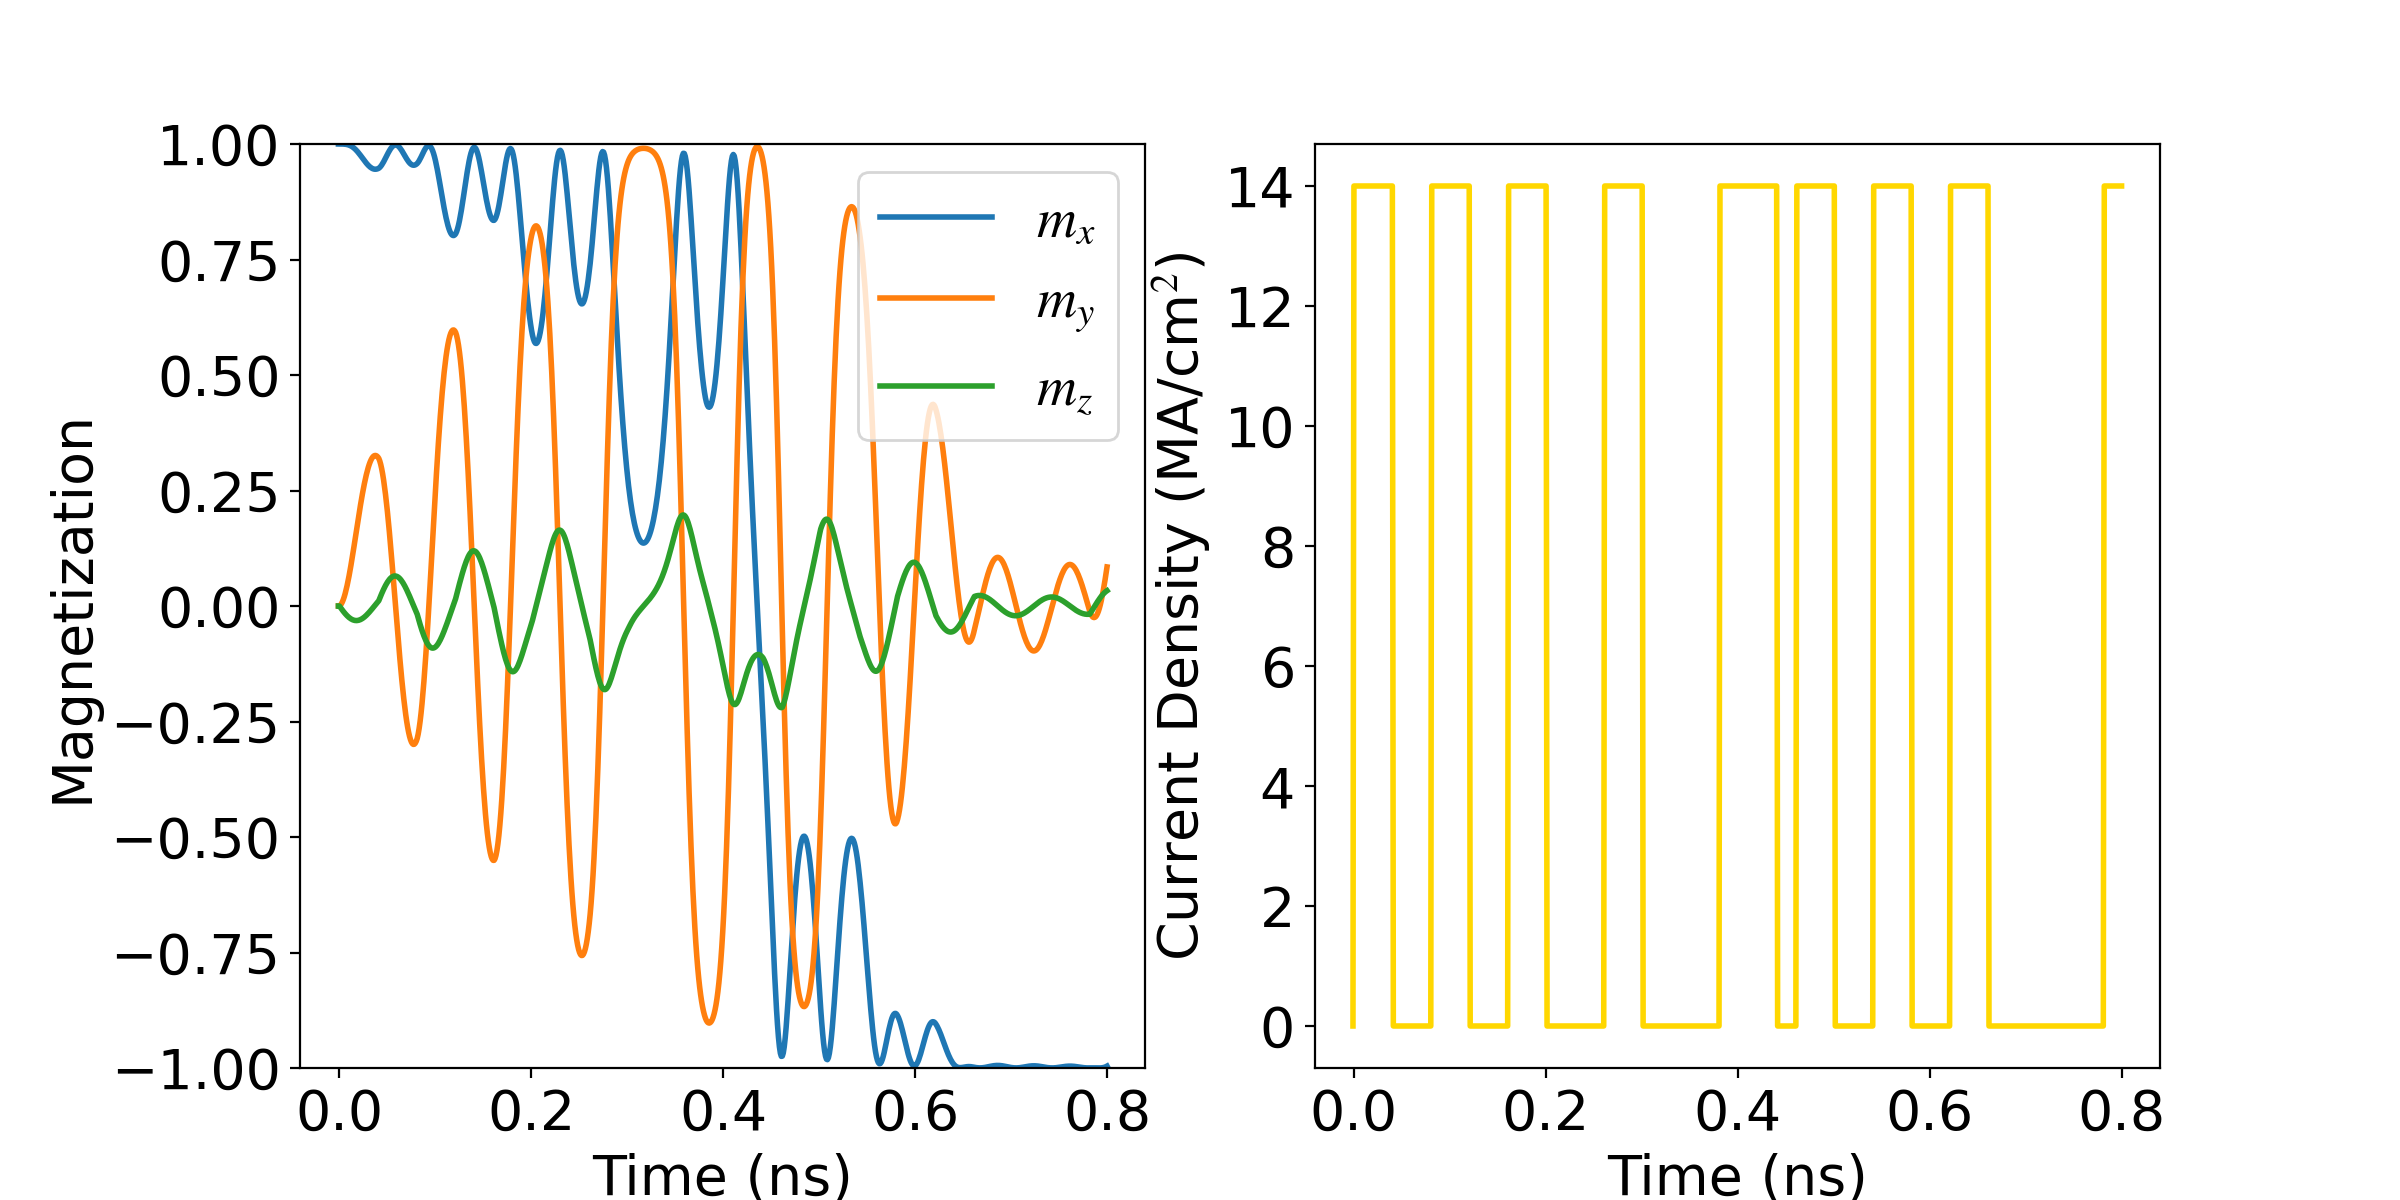 Magnetization
1.00
0.75
0.50
0.25
0.00
−0.25
−0.50
−0.75
−1.00
0.0 0.2 0.4 0.6 0.8
Time (ns)
m_x
m_y
m_z
Current Density (MA/cm²)
14
12
10
8
6
4
2
0
0.0 0.2 0.4 0.6 0.8
Time (ns)